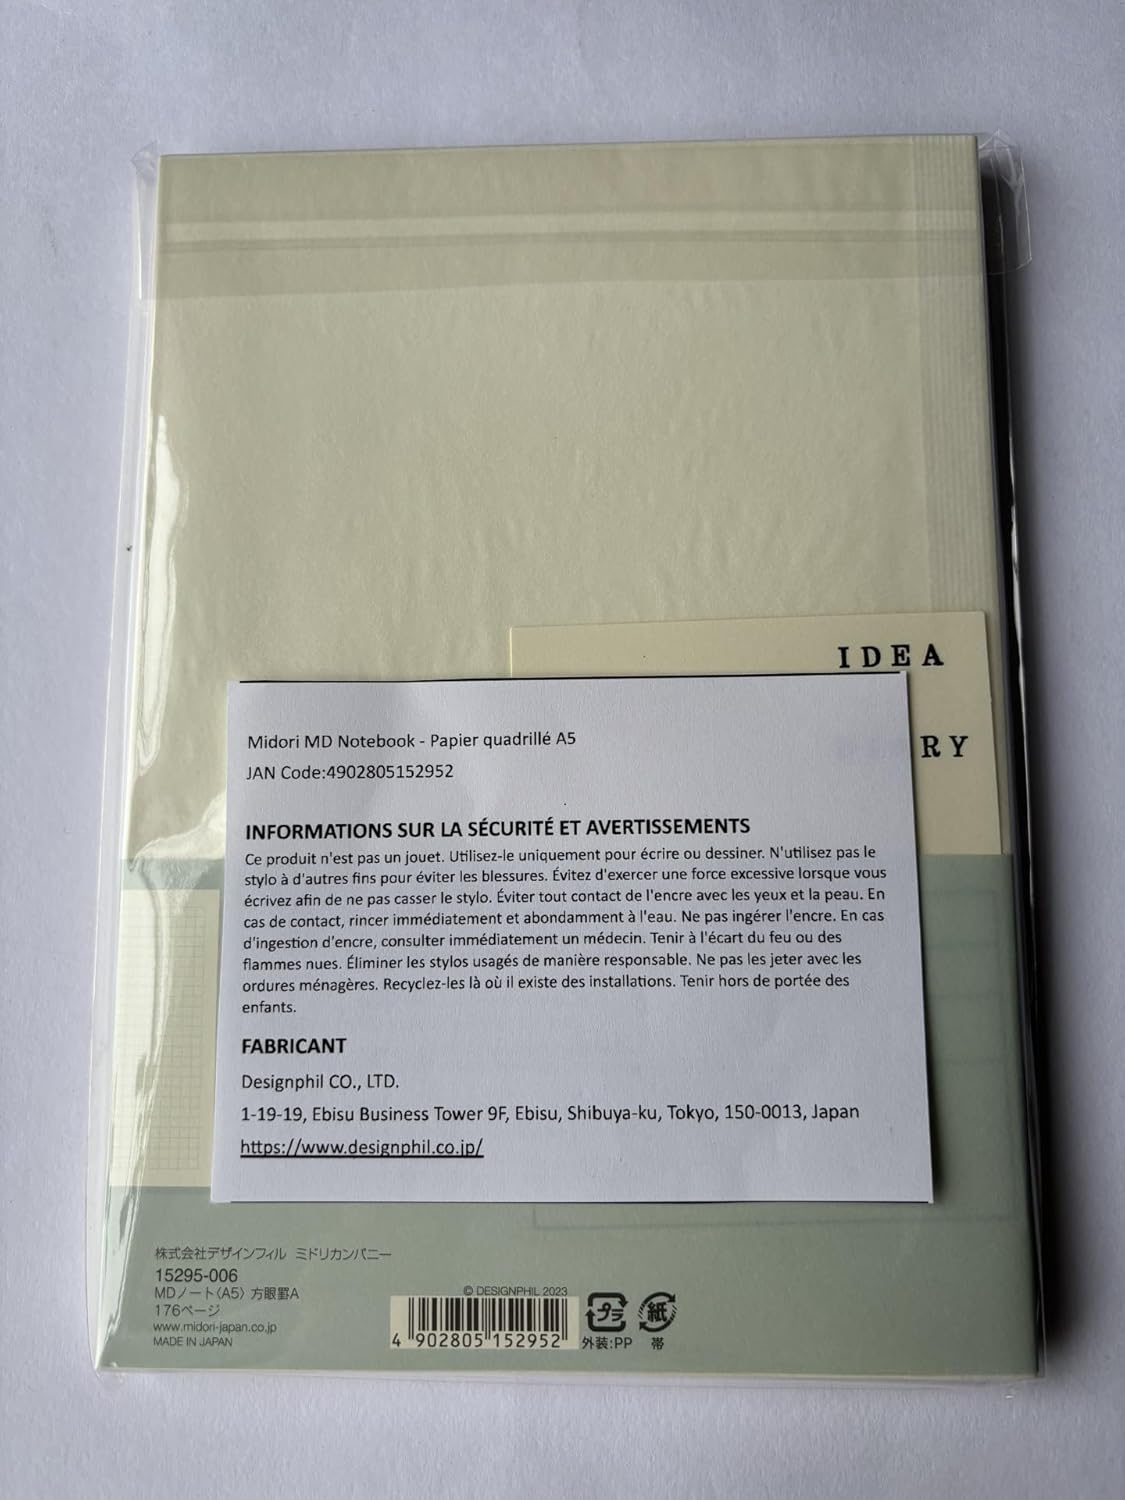 IDEA
RY
Midori MD Notebook - Papier quadrillé A5
JAN Code:4902805152952
INFORMATIONS SUR LA SÉCURITÉ ET AVERTISSEMENTS
Ce produit n'est pas un jouet. Utilisez-le uniquement pour écrire ou dessiner. N'utilisez pas le
stylo à d'autres fins pour éviter les blessures. Évitez d'exercer une force excessive lorsque vous
écrivez afin de ne pas casser le stylo. Éviter tout contact de l'encre avec les yeux et la peau. En
cas de contact, rincer immédiatement et abondamment à l'eau. Ne pas ingérer l'encre. En cas
d'ingestion d'encre, consulter immédiatement un médecin. Tenir à l'écart du feu ou des
flammes nues. Éliminer les stylos usagés de manière responsable. Ne pas les jeter avec les
ordures ménagères. Recyclez-les là où il existe des installations. Tenir hors de portée des
enfants.
FABRICANT
Designphil CO., LTD.
1-19-19, Ebisu Business Tower 9F, Ebisu, Shibuya-ku, Tokyo, 150-0013, Japan
https://www.designphil.co.jp/
株式会社デザインフィル ミドリカンパニー
15295-006
MDノート〈A5〉 方眼罫A
176ページ
www.midori-japan.co.jp
MADE IN JAPAN
© DESIGNPHIL 2023
4 902805 152952
プラ
外装:PP
紙
帯